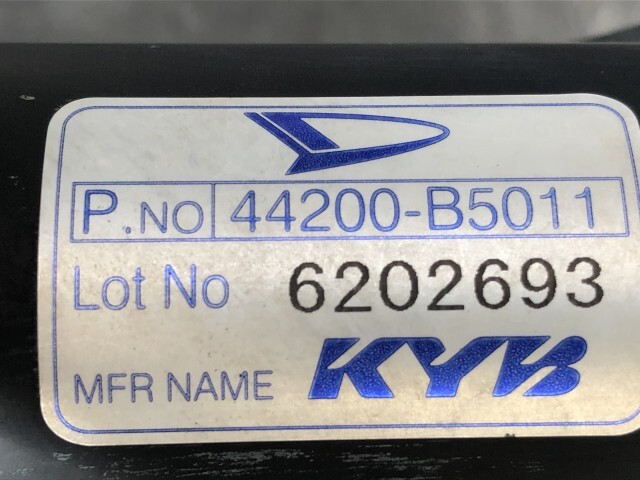 P.NO 44200-B5011
Lot No 6202693
MFR NAME KYB